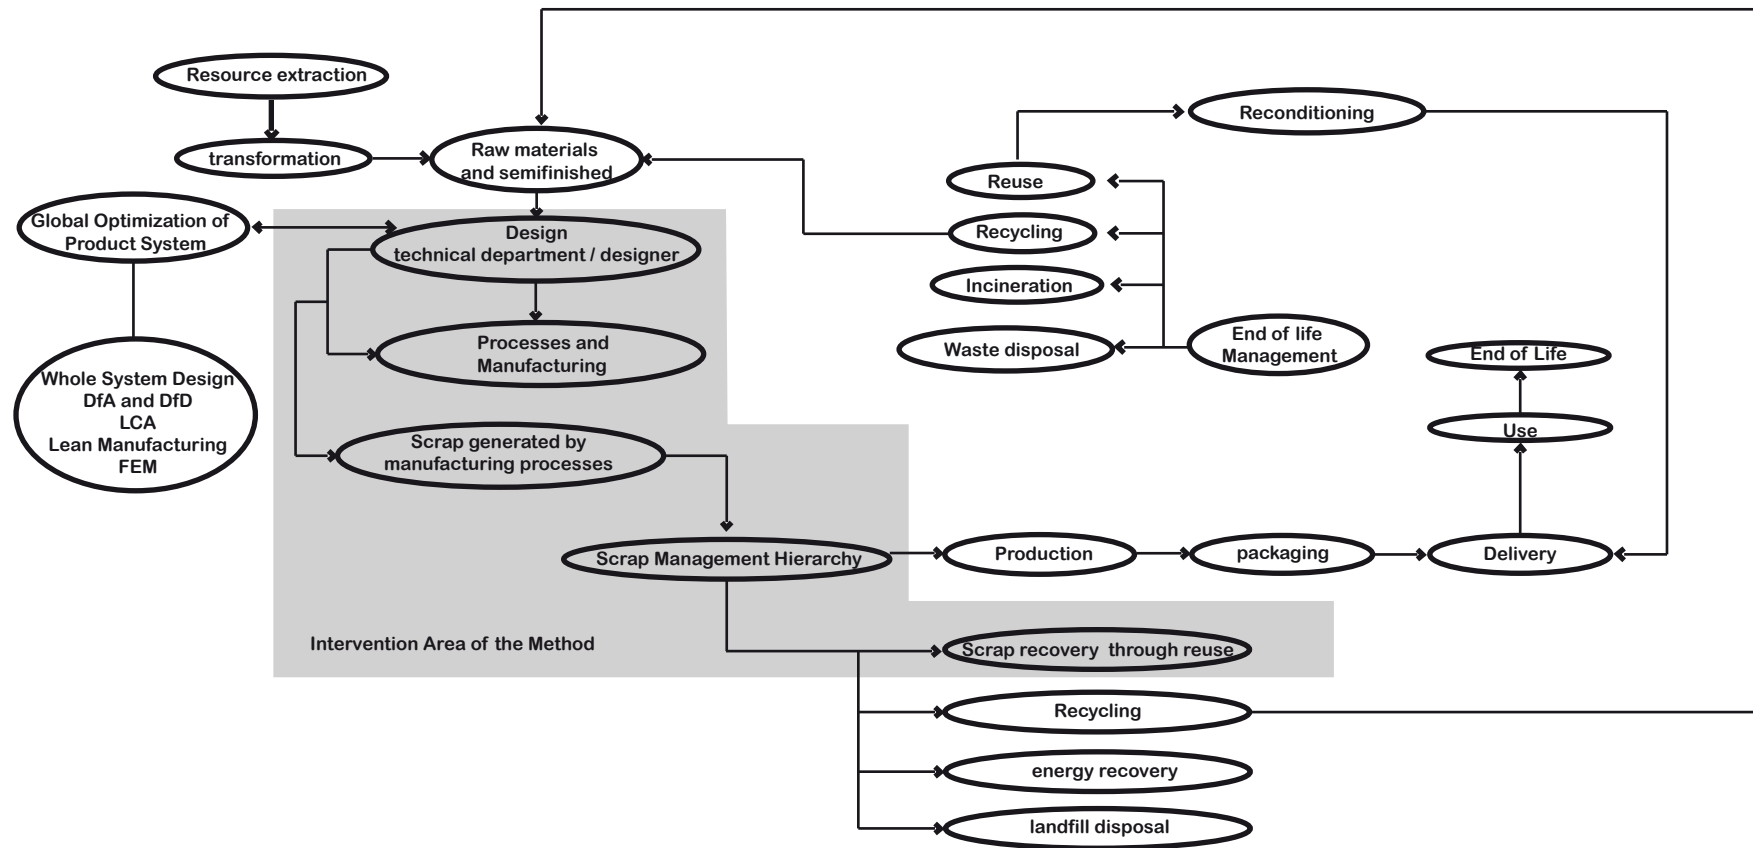 Resource extraction
transformation
Raw materials
and semifinished
Global Optimization of
Product System
Design
technical department / designer
Whole System Design
DfA and DfD
LCA
Lean Manufacturing
FEM
Processes and
Manufacturing
Scrap generated by
manufacturing processes
Scrap Management Hierarchy
Intervention Area of the Method
Reconditioning
Reuse
Recycling
Incineration
Waste disposal
End of life
Management
End of Life
Use
Production
packaging
Delivery
Scrap recovery through reuse
Recycling
energy recovery
landfill disposal